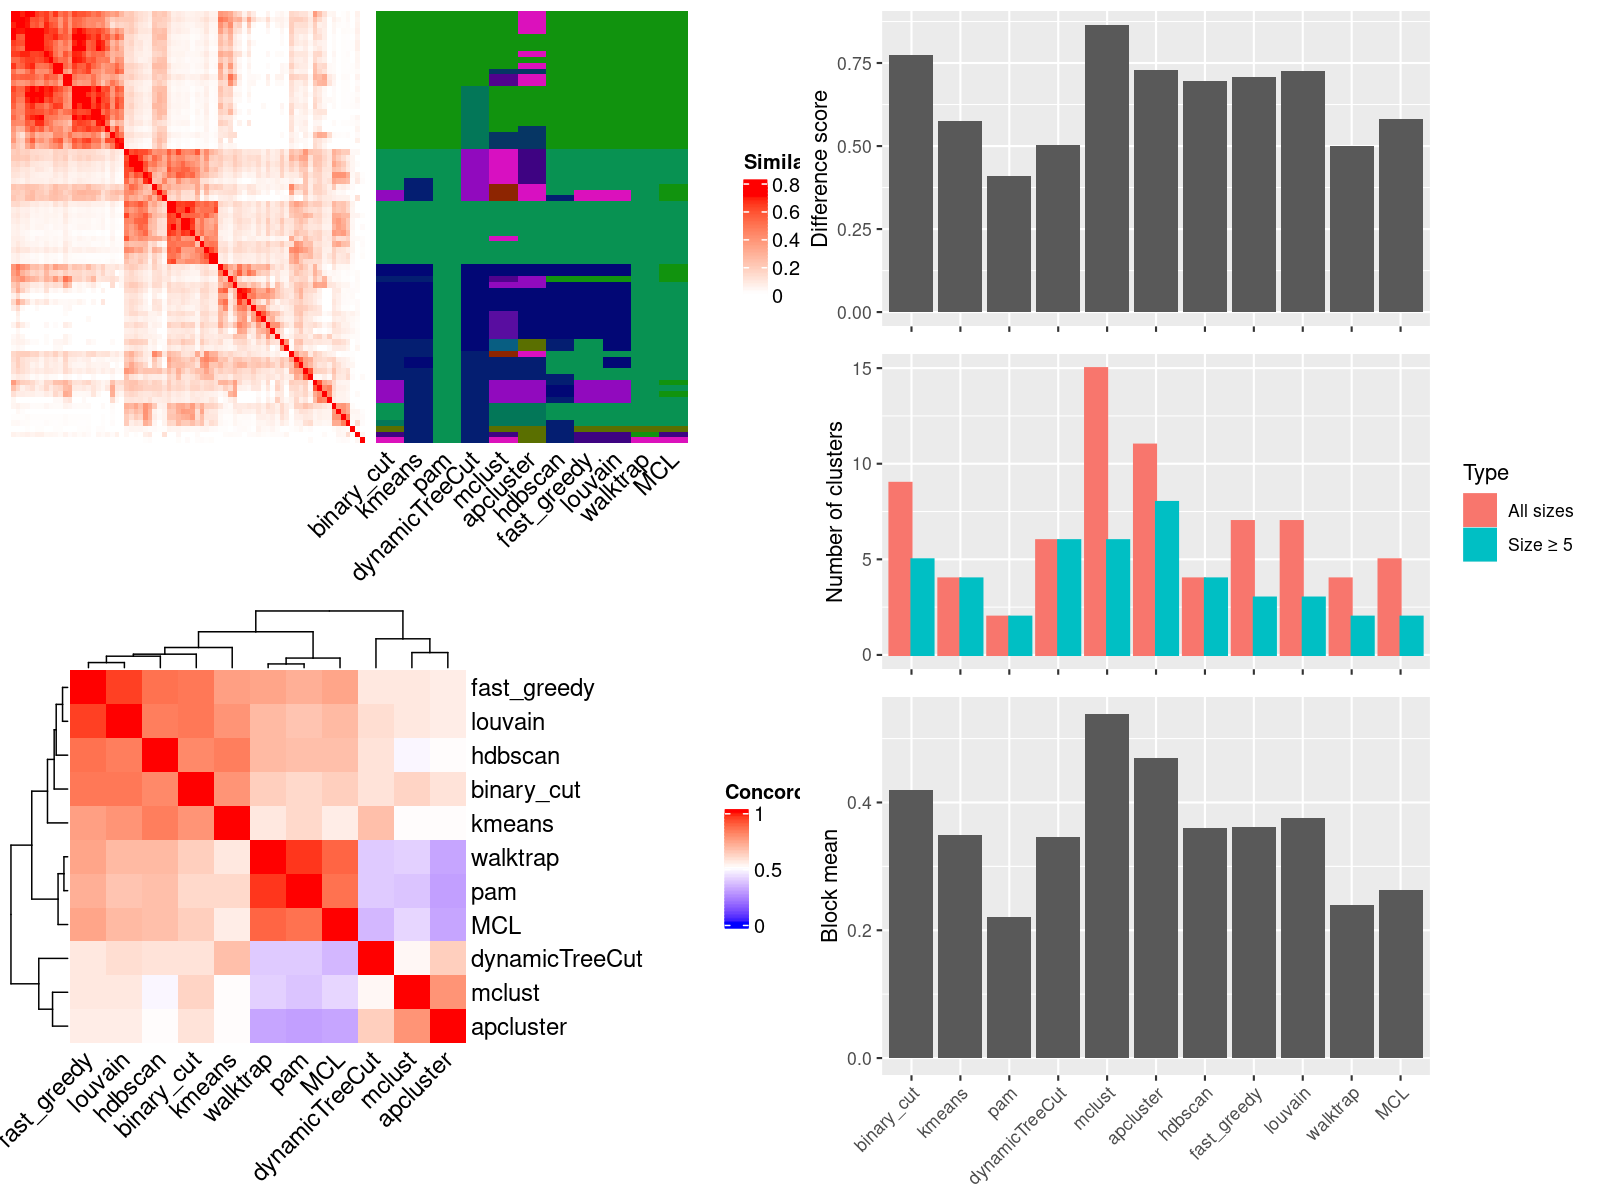 Simila
0.8
0.6
0.4
0.2
0
binary_cut
kmeans
pam
dynamicTreeCut
mclust
apcluster
hdbscan
fast_greedy
louvain
walktrap
MCL
fast_greedy
louvain
hdbscan
binary_cut
kmeans
walktrap
pam
MCL
dynamicTreeCut
mclust
apcluster
Concord
1
0.5
0
fast_greedy
louvain
hdbscan
binary_cut
kmeans
walktrap
pam
MCL
dynamicTreeCut
mclust
apcluster
Difference score
0.75
0.50
0.25
0.00
Number of clusters
15
10
5
0
Type
All sizes
Size ≥ 5
Block mean
0.4
0.2
0.0
binary_cut
kmeans
pam
dynamicTreeCut
mclust
apcluster
hdbscan
fast_greedy
louvain
walktrap
MCL